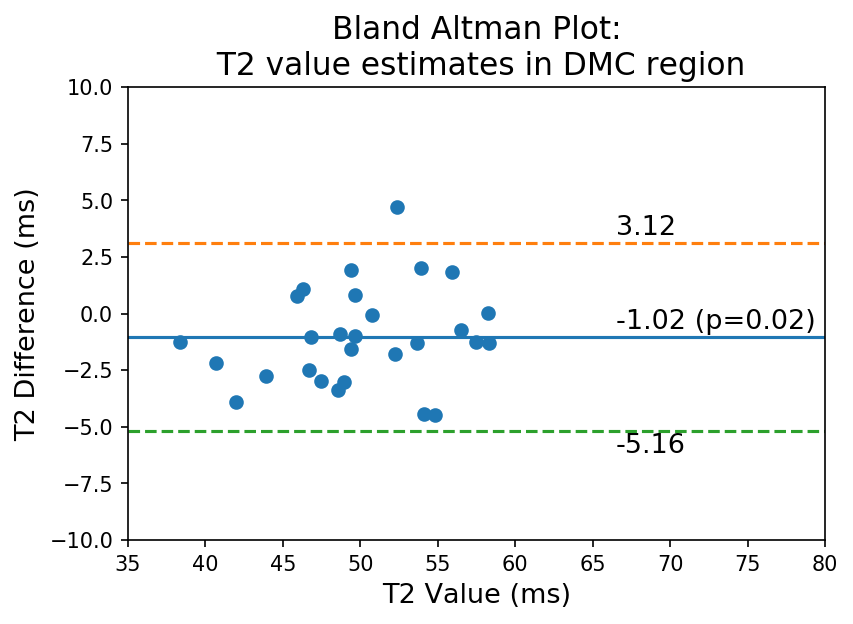 Bland Altman Plot:
T2 value estimates in DMC region
10.0
7.5
5.0
2.5
0.0
−2.5
−5.0
−7.5
−10.0
T2 Difference (ms)
3.12
-1.02 (p=0.02)
-5.16
35 40 45 50 55 60 65 70 75 80
T2 Value (ms)